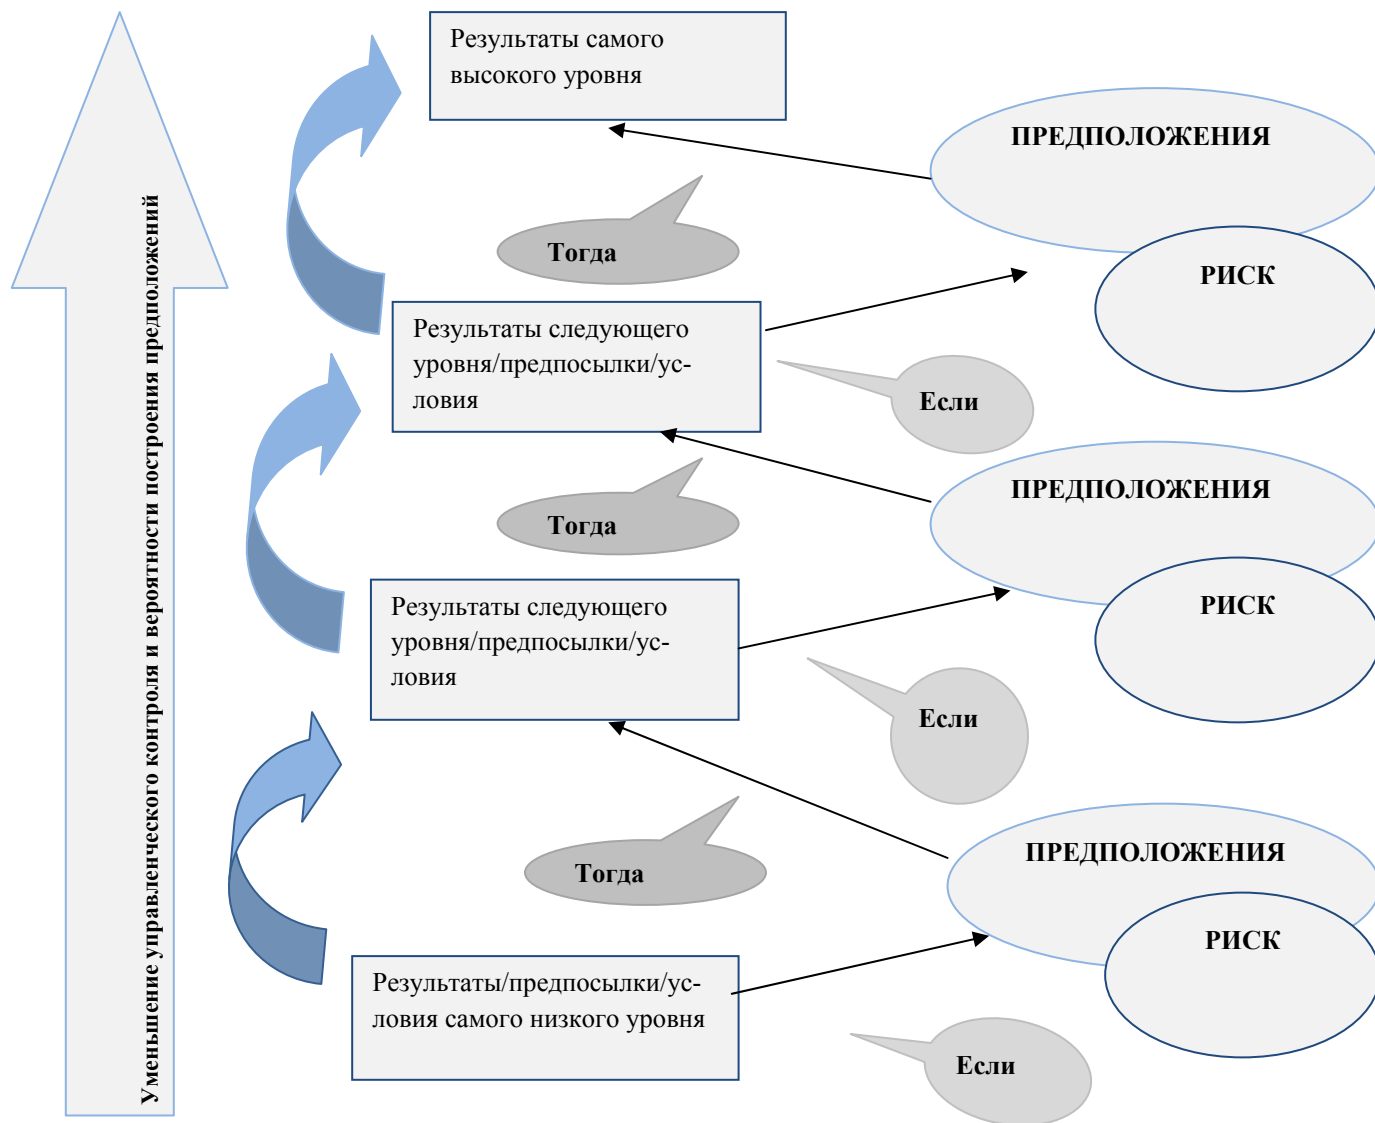 Результаты самого
высокого уровня
ПРЕДПОЛОЖЕНИЯ
Тогда
РИСК
Результаты следующего
уровня/предпосылки/ус-
ловия
Если
ПРЕДПОЛОЖЕНИЯ
Тогда
РИСК
Результаты следующего
уровня/предпосылки/ус-
ловия
Если
ПРЕДПОЛОЖЕНИЯ
Тогда
РИСК
Результаты/предпосылки/ус-
ловия самого низкого уровня
Если
Уменьшение управленческого контроля и вероятности построения предположений